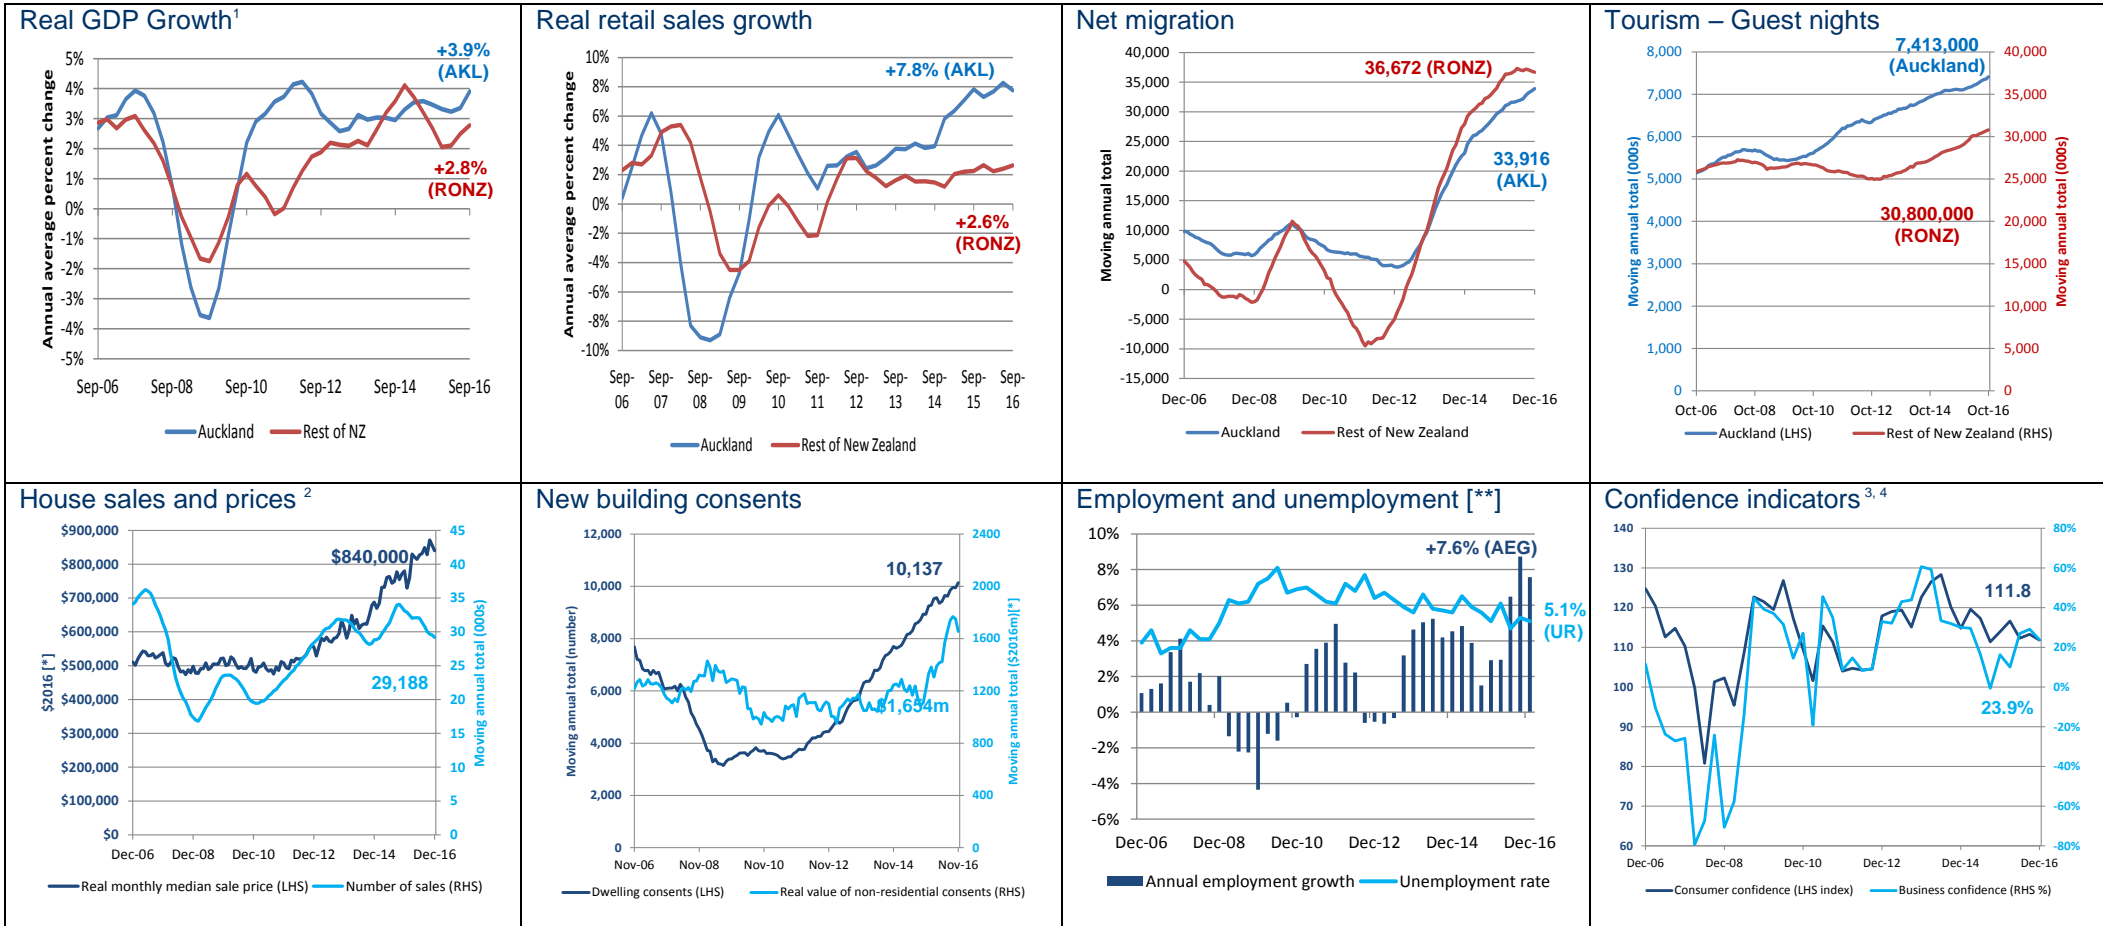 Real GDP Growth1
Annual average percent change
5%
4%
3%
2%
1%
0%
-1%
-2%
-3%
-4%
-5%
+3.9%
(AKL)
+2.8%
(RONZ)
Sep-06 Sep-08 Sep-10 Sep-12 Sep-14 Sep-16
Auckland Rest of NZ
Real retail sales growth
Annual average percent change
10%
8%
6%
4%
2%
0%
-2%
-4%
-6%
-8%
-10%
+7.8% (AKL)
+2.6%
(RONZ)
Sep- Sep- Sep- Sep- Sep- Sep- Sep- Sep- Sep- Sep- Sep-
06 07 08 09 10 11 12 13 14 15 16
Auckland Rest of New Zealand
Net migration
Moving annual total
40,000
35,000
30,000
25,000
20,000
15,000
10,000
5,000
0
-5,000
-10,000
-15,000
36,672 (RONZ)
33,916
(AKL)
Dec-06 Dec-08 Dec-10 Dec-12 Dec-14 Dec-16
Auckland Rest of New Zealand
Tourism – Guest nights
Moving annual total (000s)
8,000
7,000
6,000
5,000
4,000
3,000
2,000
1,000
0
7,413,000
(Auckland)
30,800,000
(RONZ)
40,000
35,000
30,000
25,000
20,000
15,000
10,000
5,000
0
Moving annual total (000s)
Oct-06 Oct-08 Oct-10 Oct-12 Oct-14 Oct-16
Auckland (LHS) Rest of New Zealand (RHS)
House sales and prices 2
$2016 [*]
$900,000
$800,000
$700,000
$600,000
$500,000
$400,000
$300,000
$200,000
$100,000
$0
$840,000
29,188
45
40
35
30
25
20
15
10
5
0
Moving annual total (000s)
Dec-06 Dec-08 Dec-10 Dec-12 Dec-14 Dec-16
Real monthly median sale price (LHS) Number of sales (RHS)
New building consents
Moving annual total (number)
12,000
10,000
8,000
6,000
4,000
2,000
0
10,137
$1,654m
2400
2000
1600
1200
800
400
0
Moving annual total ($2016m)[*]
Nov-06 Nov-08 Nov-10 Nov-12 Nov-14 Nov-16
Dwelling consents (LHS) Real value of non-residential consents (RHS)
Employment and unemployment [**]
10%
8%
6%
4%
2%
0%
-2%
-4%
-6%
+7.6% (AEG)
5.1%
(UR)
Dec-06 Dec-08 Dec-10 Dec-12 Dec-14 Dec-16
Annual employment growth Unemployment rate
Confidence indicators 3, 4
140
130
120
110
100
90
80
70
60
111.8
23.9%
80%
60%
40%
20%
0%
-20%
-40%
-60%
-80%
Dec-06 Dec-08 Dec-10 Dec-12 Dec-14 Dec-16
Consumer confidence (LHS index) Business confidence (RHS %)